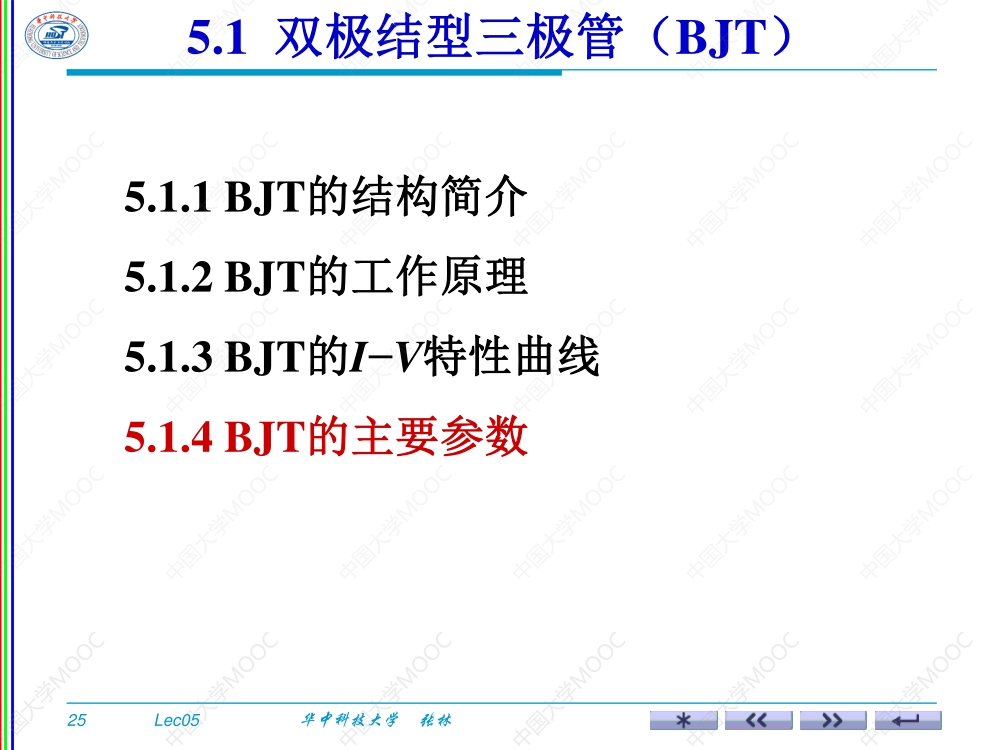 5.1 双极结型三极管（BJT）
5.1.1 BJT的结构简介
5.1.2 BJT的工作原理
5.1.3 BJT的I−V特性曲线
5.1.4 BJT的主要参数
25 Lec05 华中科技大学 张林
中国大学MOOC